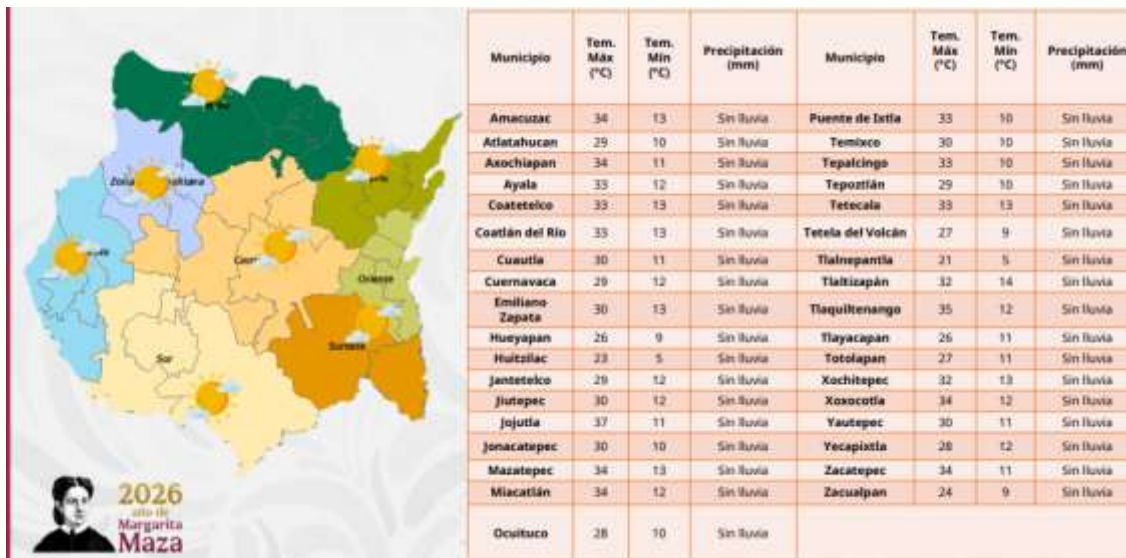 Municipio Tem. Máx (°C) Tem. Min (°C) Precipitación (mm) Municipio Tem. Máx (°C) Tem. Min (°C) Precipitación (mm)
Amacuzac 34 13 Sin lluvia Puente de Ixtla 33 10 Sin lluvia
Atlatahucan 29 10 Sin lluvia Temixco 30 10 Sin lluvia
Axochiapan 34 11 Sin lluvia Tepalcingo 33 10 Sin lluvia
Ayala 33 12 Sin lluvia Tepoztlán 29 10 Sin lluvia
Coatetelco 33 13 Sin lluvia Tetecala 33 13 Sin lluvia
Coatlán del Río 33 13 Sin lluvia Tetela del Volcán 27 9 Sin lluvia
Cuautla 30 11 Sin lluvia Tlalnepantla 21 5 Sin lluvia
Cuernavaca 29 12 Sin lluvia Tlaltizapán 32 14 Sin lluvia
Emiliano Zapata 30 13 Sin lluvia Tlaquiltenango 35 12 Sin lluvia
Hueyapan 26 9 Sin lluvia Tlayacapan 26 11 Sin lluvia
Huitzilac 23 5 Sin lluvia Totolapan 27 11 Sin lluvia
Jantetelco 29 12 Sin lluvia Xochitepec 32 13 Sin lluvia
Jiutepec 30 12 Sin lluvia Xoxocotla 34 12 Sin lluvia
Jojutla 37 11 Sin lluvia Yautepec 30 11 Sin lluvia
Jonacatepec 30 10 Sin lluvia Yecapixtla 28 12 Sin lluvia
Mazatepec 34 13 Sin lluvia Zacatepec 34 11 Sin lluvia
Miacatlán 34 12 Sin lluvia Zacualpan 24 9 Sin lluvia
Ocuituco 28 10 Sin lluvia
Oriente
Sureste
Sur
2026
año de
Margarita
Maza